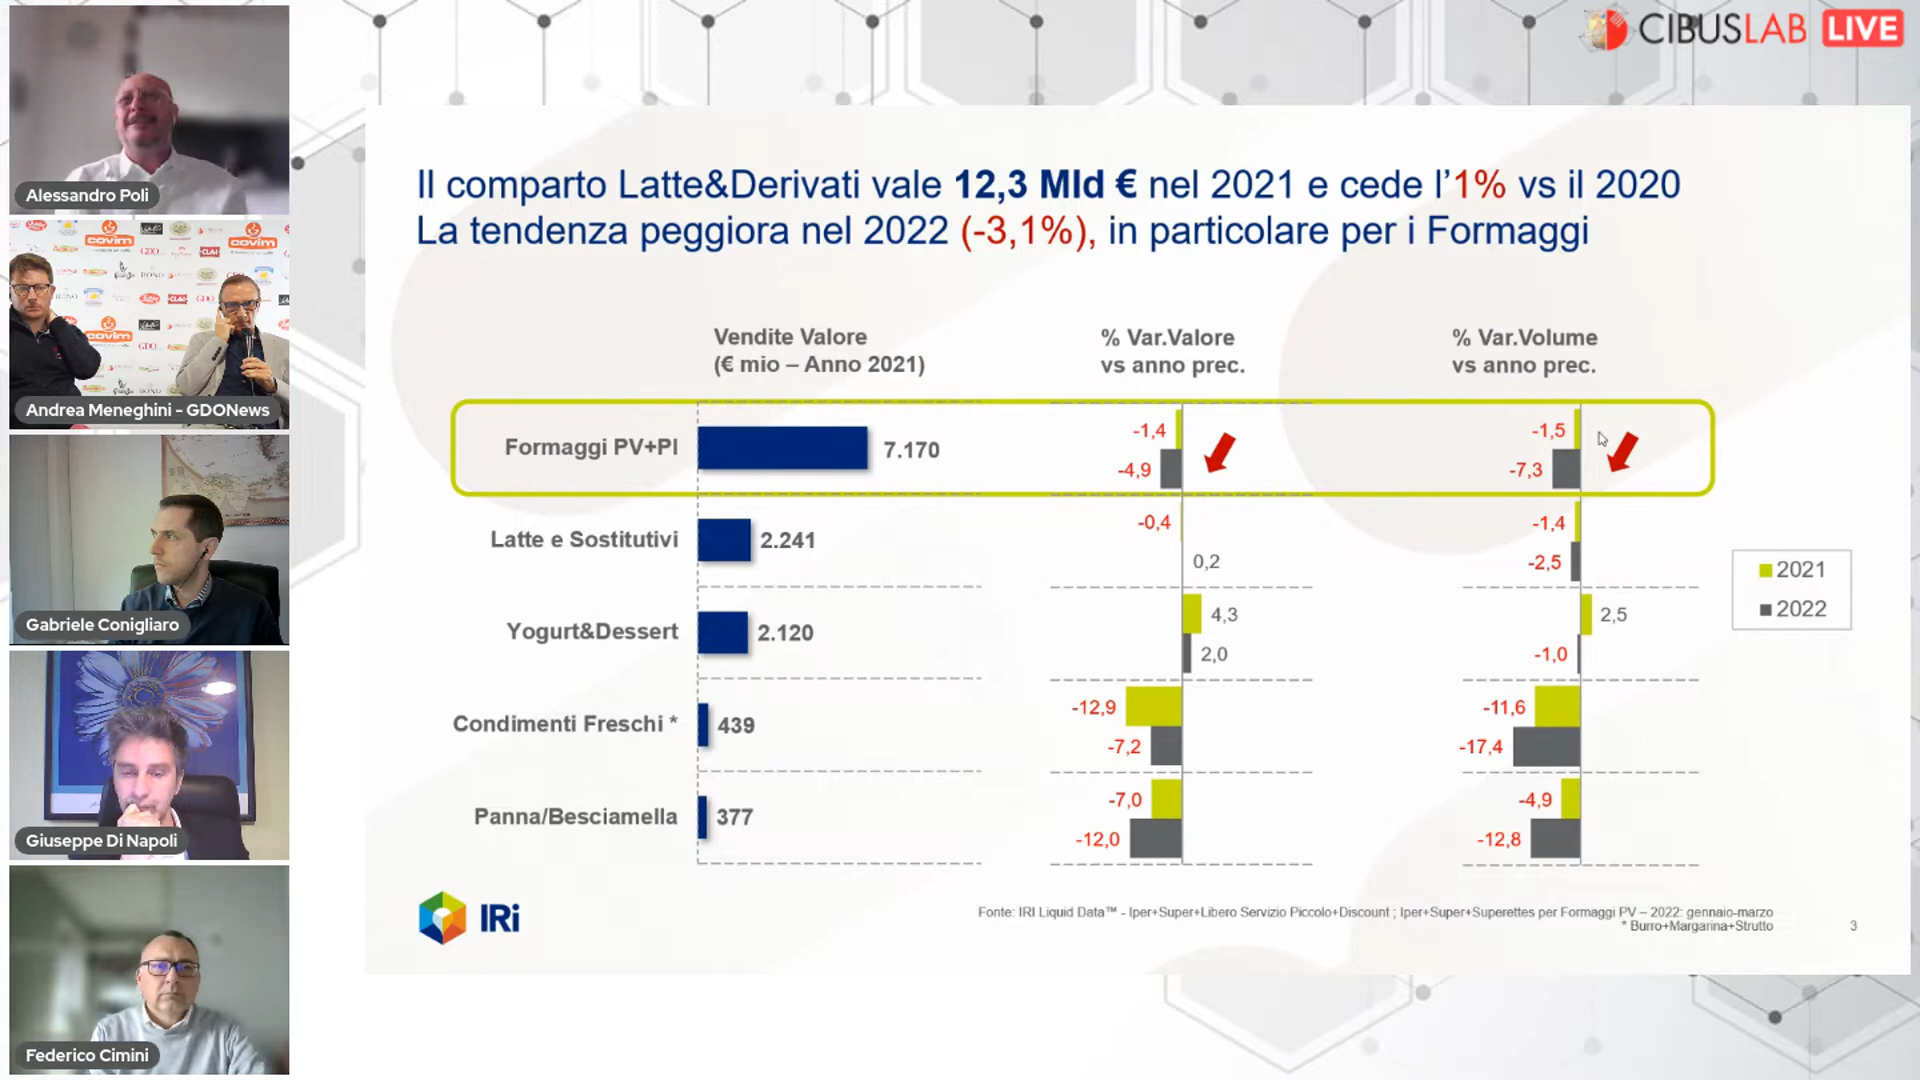 CIBUSLAB LIVE
Alessandro Poli
covim
covim
GDO
CLAI
covim
GDO
Andrea Meneghini - GDONews
Gabriele Conigliaro
Giuseppe Di Napoli
Federico Cimini
Il comparto Latte&Derivati vale 12,3 Mld € nel 2021 e cede l’1% vs il 2020
La tendenza peggiora nel 2022 (-3,1%), in particolare per i Formaggi
Vendite Valore
(€ mio – Anno 2021)
% Var.Valore
vs anno prec.
% Var.Volume
vs anno prec.
Formaggi PV+PI
7.170
-1,4
-4,9
-1,5
-7,3
Latte e Sostitutivi
2.241
-0,4
0,2
-1,4
-2,5
Yogurt&Dessert
2.120
4,3
2,0
2,5
-1,0
Condimenti Freschi *
439
-12,9
-7,2
-11,6
-17,4
Panna/Besciamella
377
-7,0
-12,0
-4,9
-12,8
2021
2022
IRi
Fonte: IRI Liquid Data™ - Iper+Super+Libero Servizio Piccolo+Discount ; Iper+Super+Superettes per Formaggi PV – 2022: gennaio-marzo
* Burro+Margarina+Strutto
3